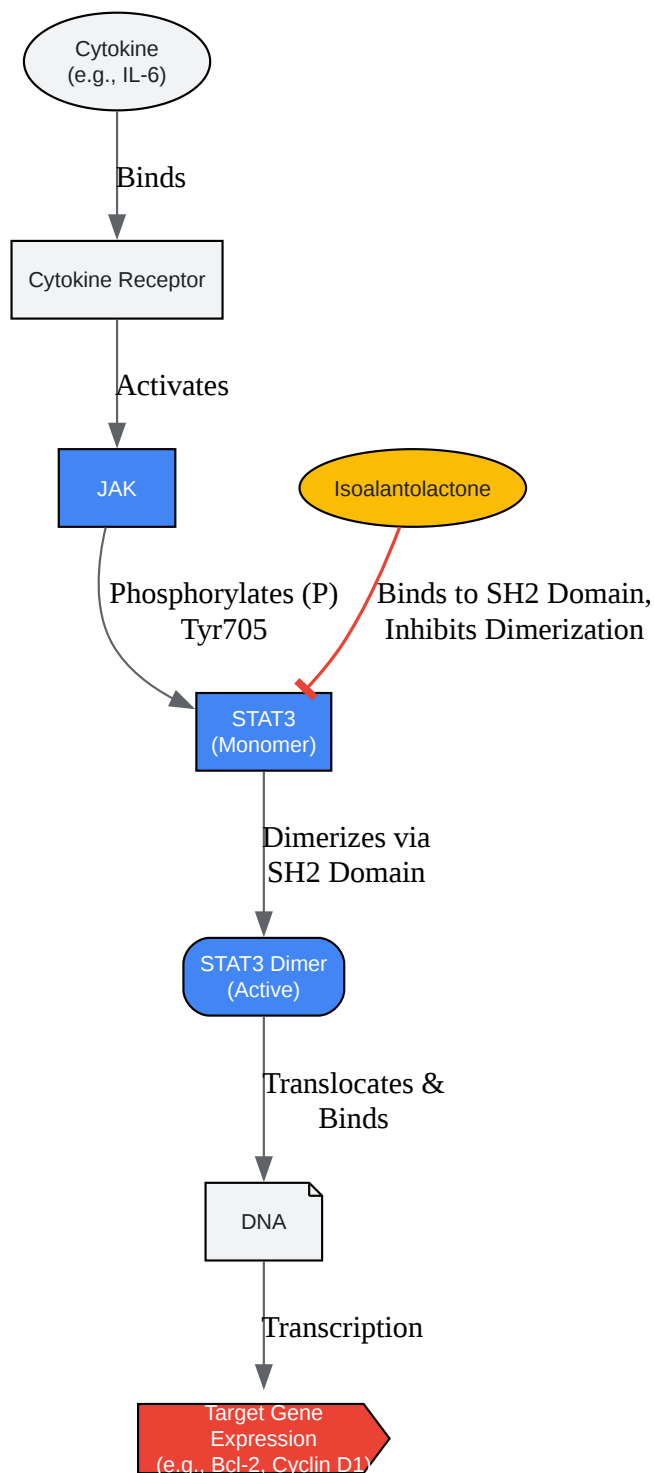 Cytokine
(e.g., IL-6)
Binds
Cytokine Receptor
Activates
JAK
Isoalantolactone
Phosphorylates (P)
Tyr705
Binds to SH2 Domain,
Inhibits Dimerization
STAT3
(Monomer)
Dimerizes via
SH2 Domain
STAT3 Dimer
(Active)
Translocates &
Binds
DNA
Transcription
Target Gene
Expression
(e.g., Bcl-2, Cyclin D1)